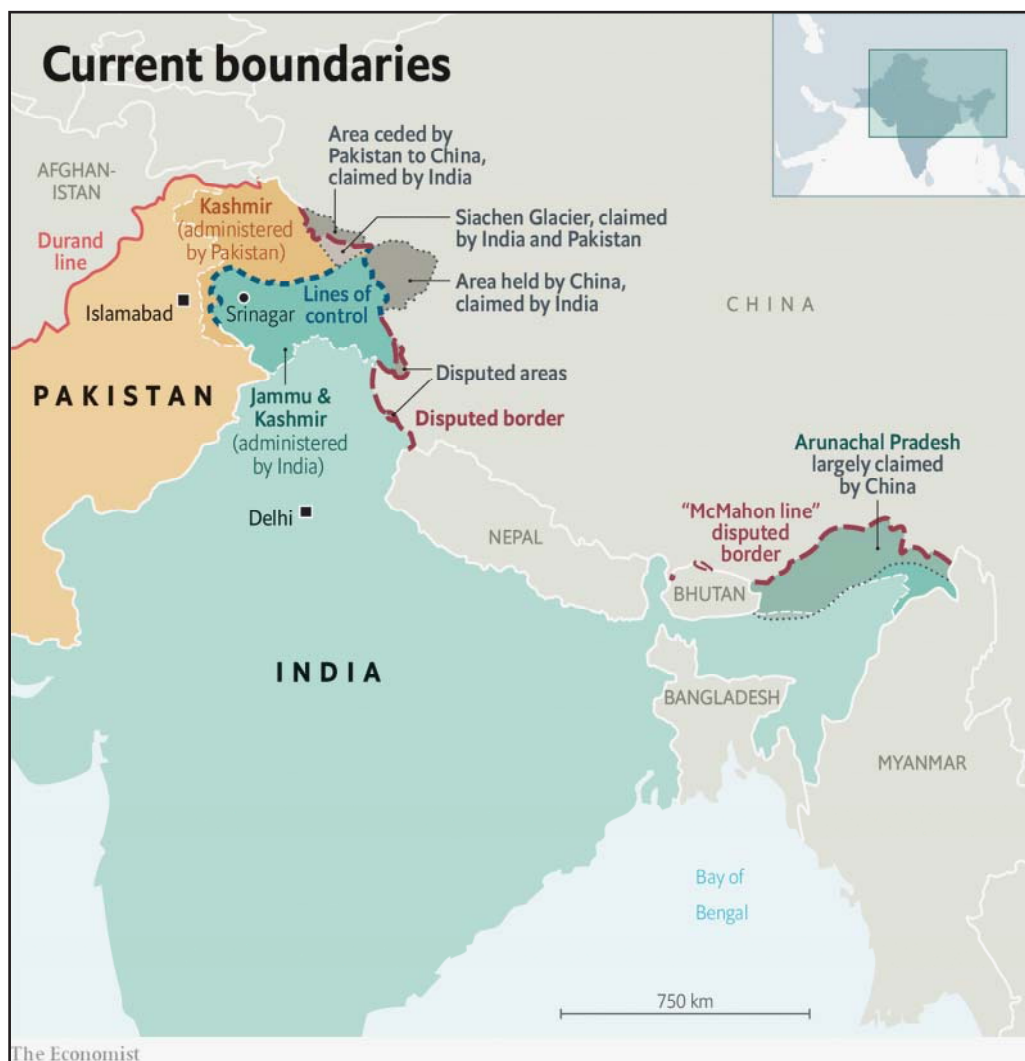 Current boundaries
Area ceded by
Pakistan to China,
claimed by India
AFGHAN-
ISTAN
Kashmir
(administered
by Pakistan)
Siachen Glacier, claimed
by India and Pakistan
Durand
line
Area held by China,
claimed by India
CHINA
Islamabad
Srinagar
Lines of
control
PAKISTAN
Disputed areas
Jammu &
Kashmir
(administered
by India)
Disputed border
Arunachal Pradesh
largely claimed
by China
Delhi
"McMahon line"
disputed
border
NEPAL
BHUTAN
INDIA
BANGLADESH
MYANMAR
Bay of
Bengal
750 km
The Economist